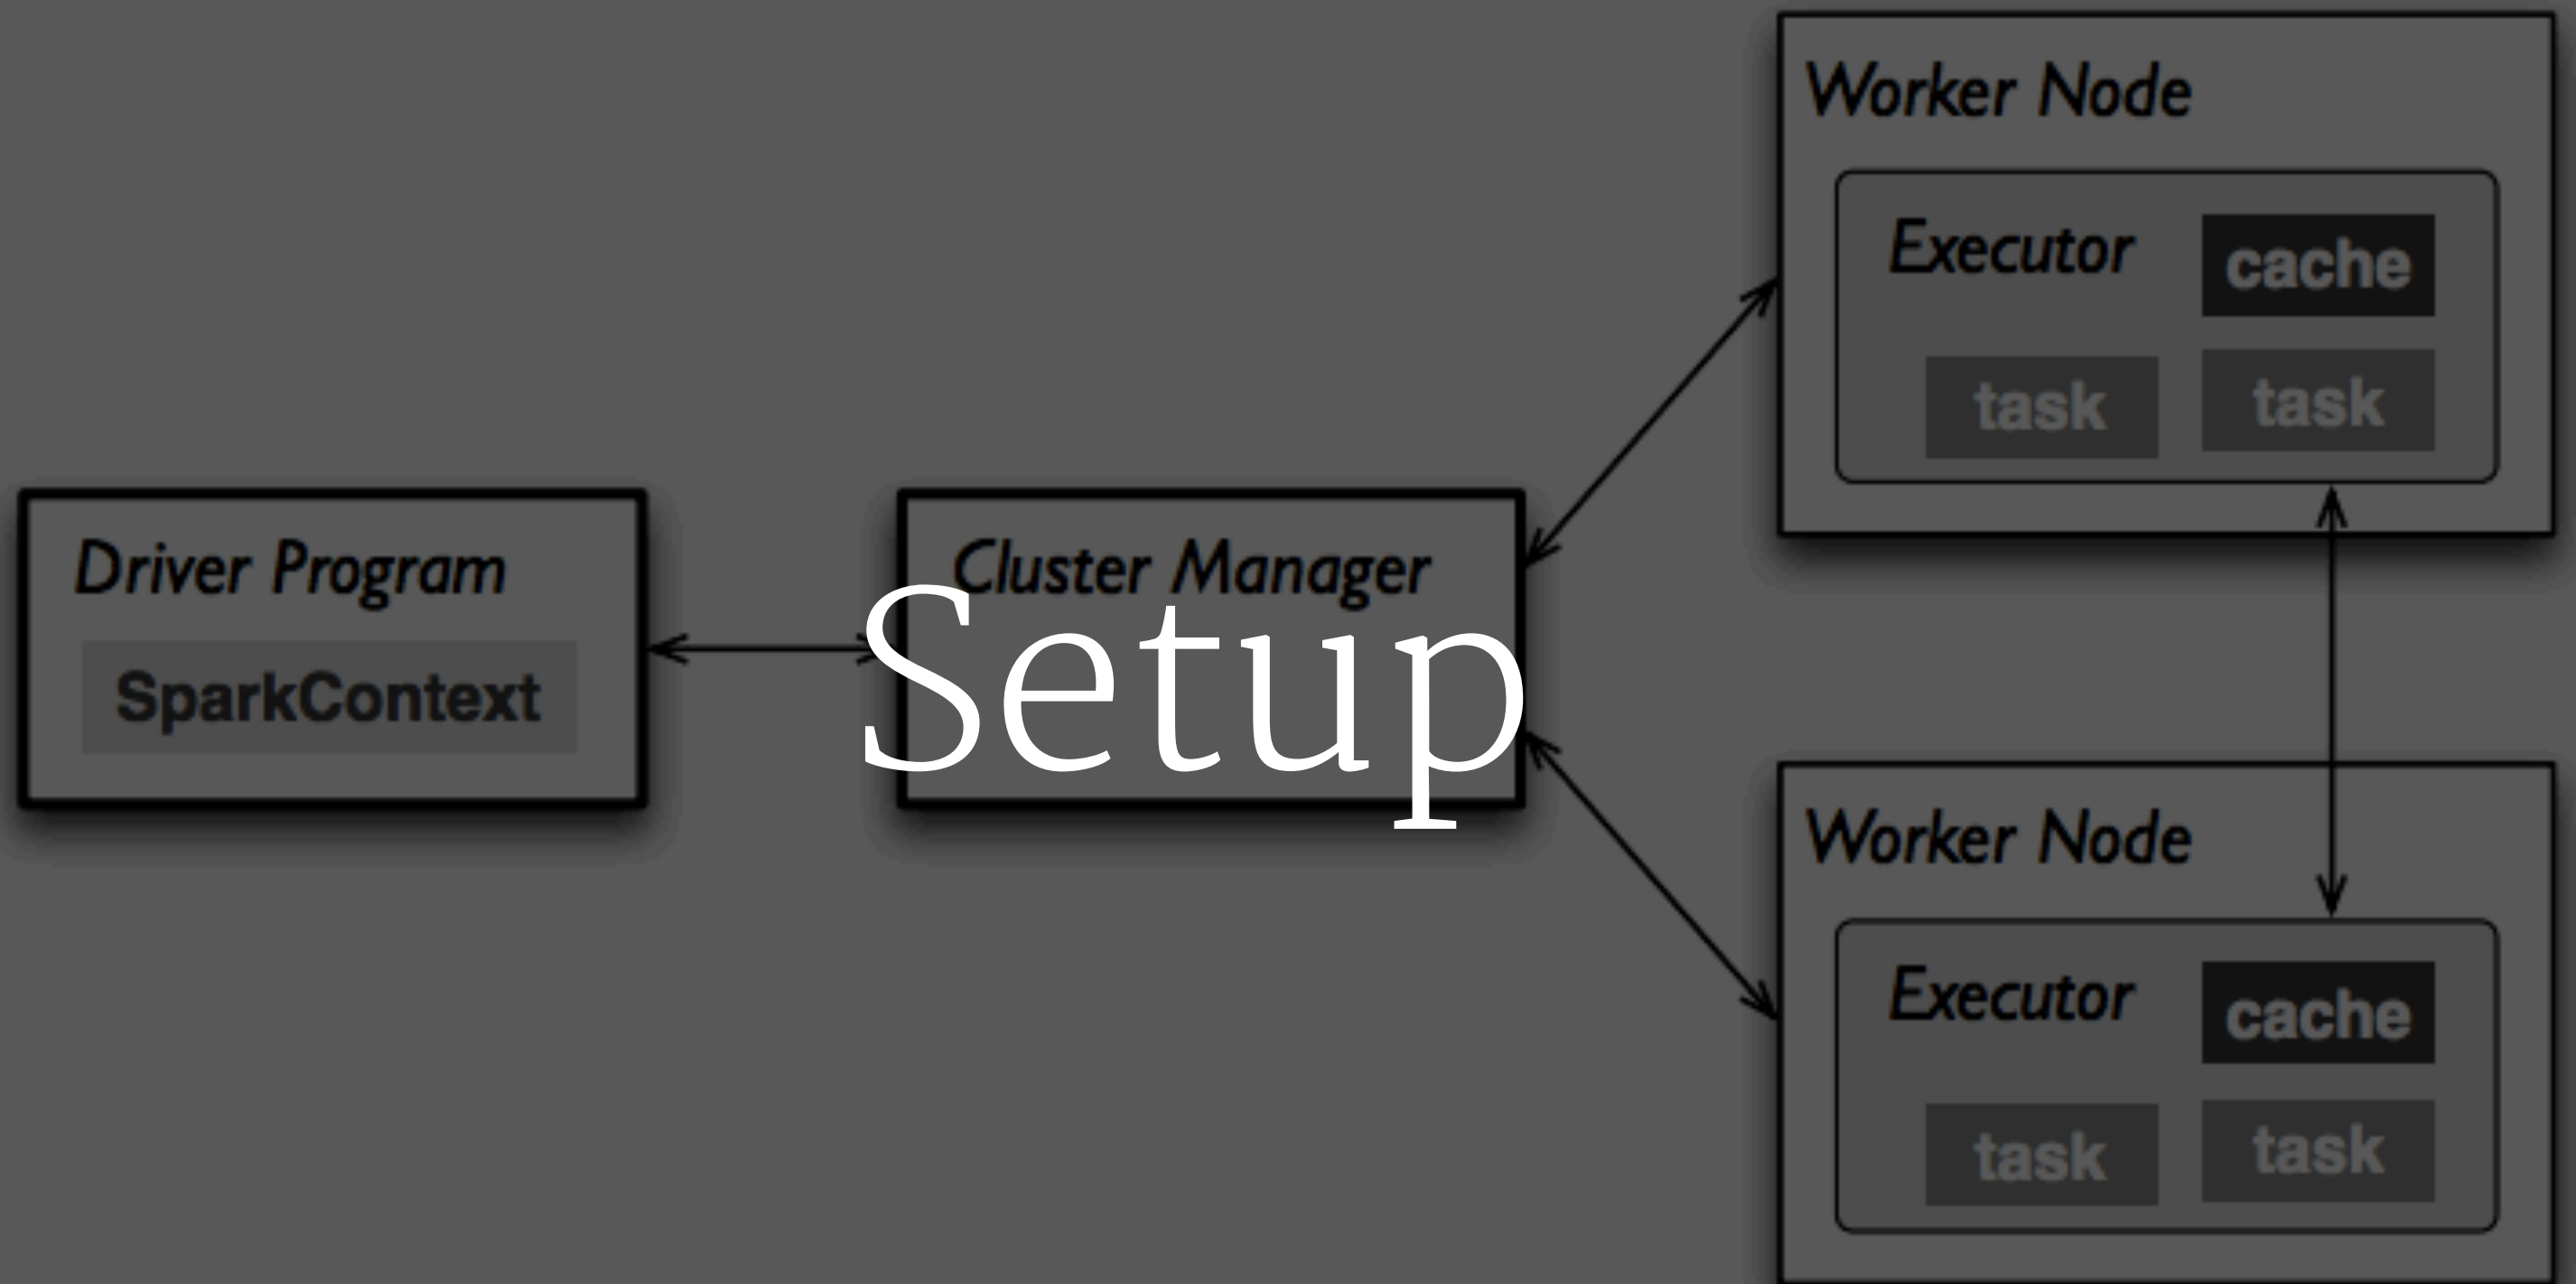 Setup
Driver Program
SparkContext
Cluster Manager
Worker Node
Executor
cache
task
task
Worker Node
Executor
cache
task
task